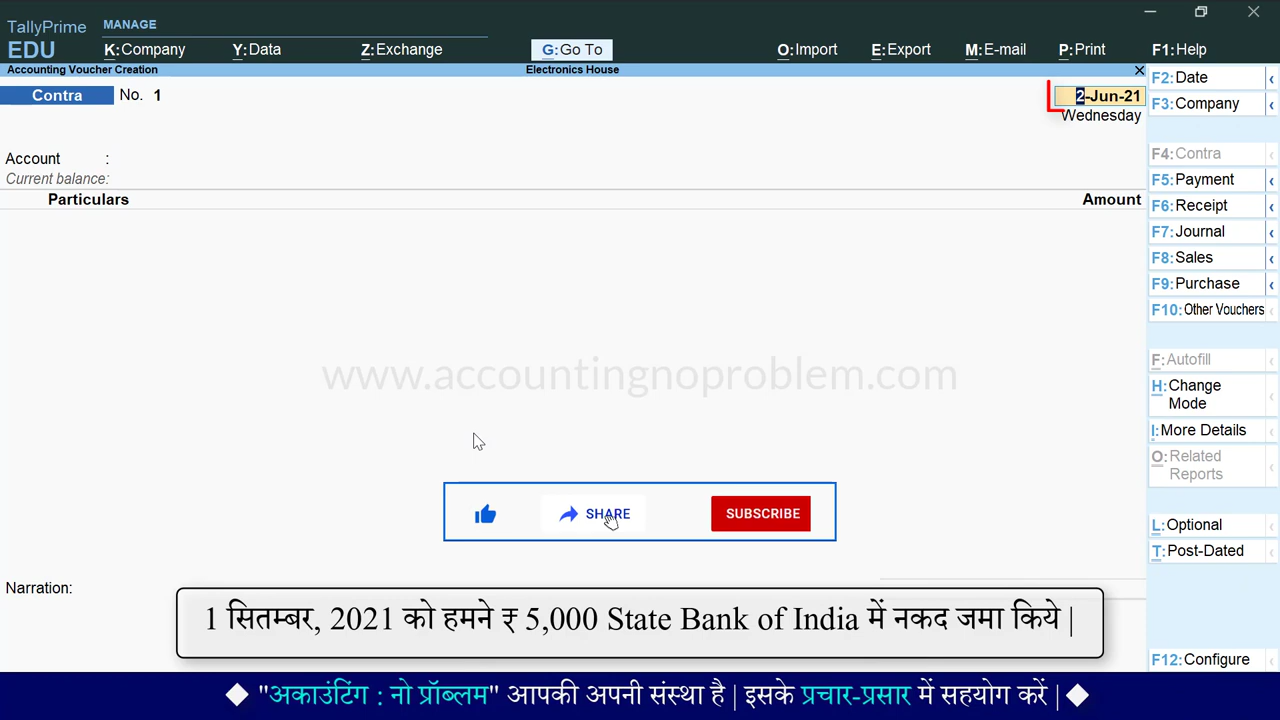 TallyPrime
EDU
MANAGE
K:Company Y:Data Z:Exchange G:Go To O:Import E:Export M:E-mail P:Print F1:Help
Accounting Voucher Creation Electronics House
Contra No. 1 2-Jun-21
Wednesday
Account :
Current balance:
Particulars Amount
F2:Date
F3:Company
F4:Contra
F5:Payment
F6:Receipt
F7:Journal
F8:Sales
F9:Purchase
F10:Other Vouchers
F:Autofill
H:Change
Mode
I:More Details
O:Related
Reports
L:Optional
T:Post-Dated
F12:Configure
www.accountingnoproblem.com
SHARE SUBSCRIBE
Narration:
1 सितम्बर, 2021 को हमने ₹ 5,000 State Bank of India में नकद जमा किये |
"अकाउंटिंग : नो प्रॉब्लम" आपकी अपनी संस्था है | इसके प्रचार-प्रसार में सहयोग करें |